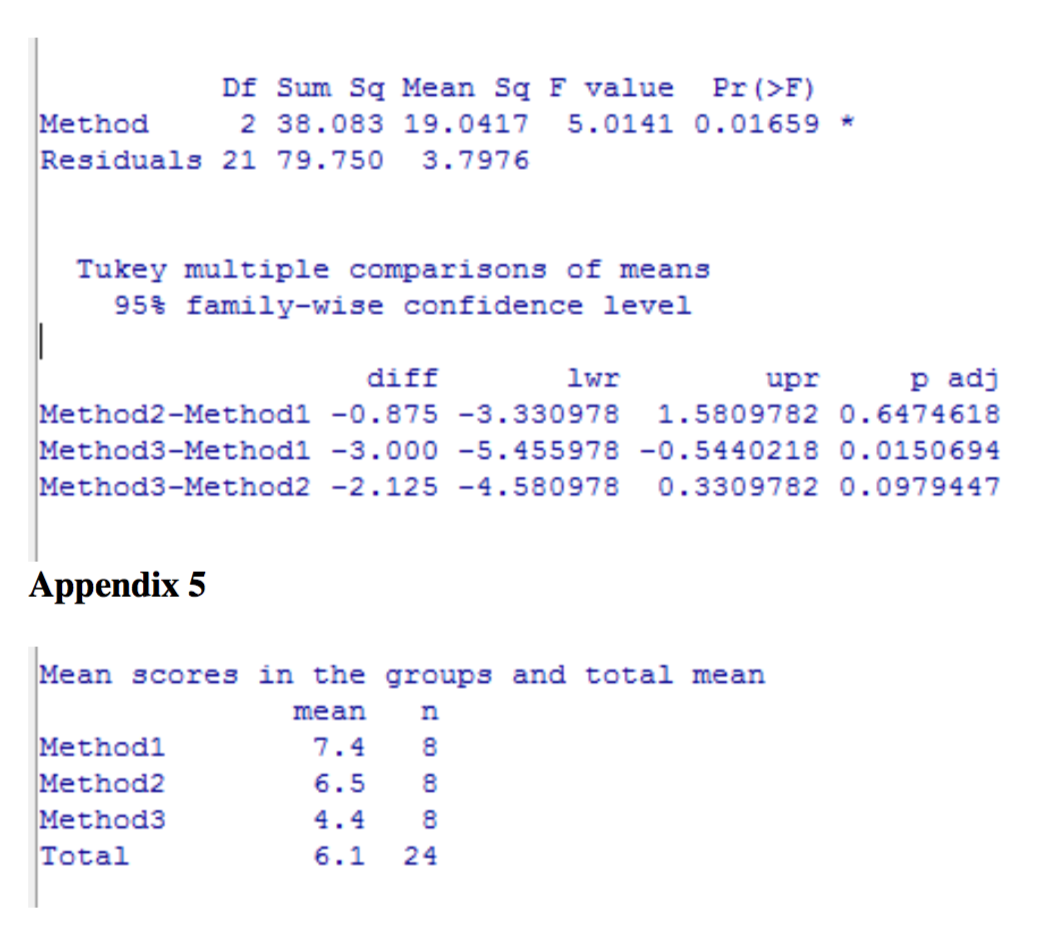 Df Sum Sq Mean Sq F value Pr(>F)
Method 2 38.083 19.0417 5.0141 0.01659 *
Residuals 21 79.750 3.7976
Tukey multiple comparisons of means
95% family-wise confidence level
diff lwr upr p adj
Method2-Method1 -0.875 -3.330978 1.5809782 0.6474618
Method3-Method1 -3.000 -5.455978 -0.5440218 0.0150694
Method3-Method2 -2.125 -4.580978 0.3309782 0.0979447
Appendix 5
Mean scores in the groups and total mean
mean n
Method1 7.4 8
Method2 6.5 8
Method3 4.4 8
Total 6.1 24